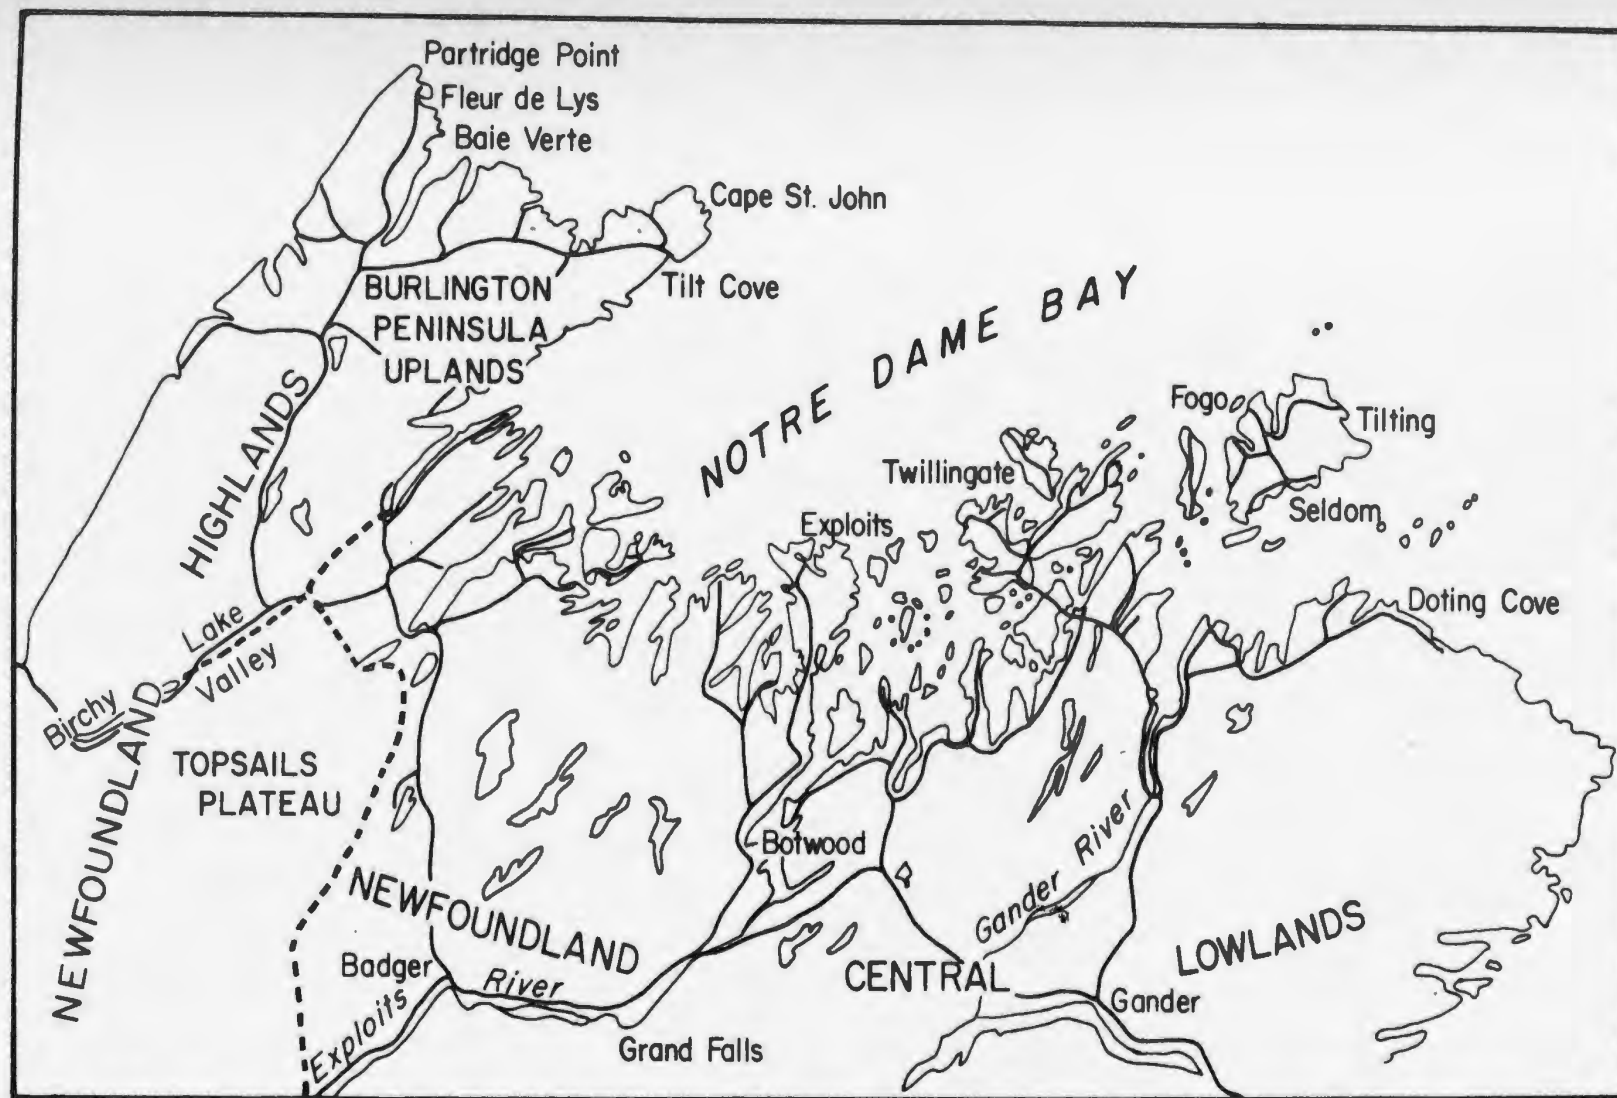 Partridge Point
Fleur de Lys
Baie Verte
Cape St. John
BURLINGTON
PENINSULA
UPLANDS
Tilt Cove
NOTRE DAME BAY
HIGHLANDS
Fogo
Tilting
Twillingate
Seldom
Exploits
Doting Cove
Lake
Valley
Birchy
NEWFOUNDLAND
TOPSAILS
PLATEAU
Botwood
Gander River
NEWFOUNDLAND
CENTRAL
LOWLANDS
Badger
Exploits
River
Gander
Grand Falls